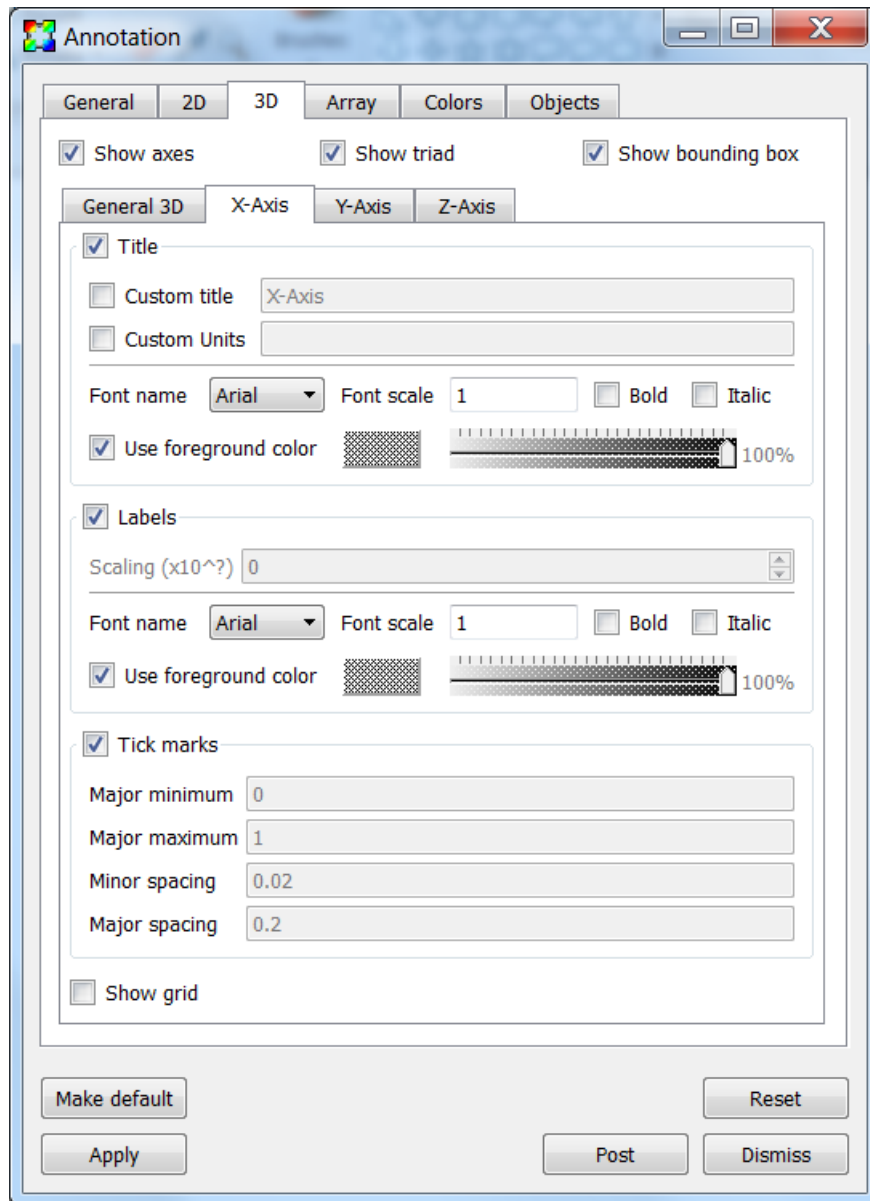 Annotation
General 2D 3D Array Colors Objects
Show axes Show triad Show bounding box
General 3D X-Axis Y-Axis Z-Axis
Title
Custom title X-Axis
Custom Units
Font name Arial Font scale 1 Bold Italic
Use foreground color 100%
Labels
Scaling (x10^?) 0
Font name Arial Font scale 1 Bold Italic
Use foreground color 100%
Tick marks
Major minimum 0
Major maximum 1
Minor spacing 0.02
Major spacing 0.2
Show grid
Make default Reset
Apply Post Dismiss